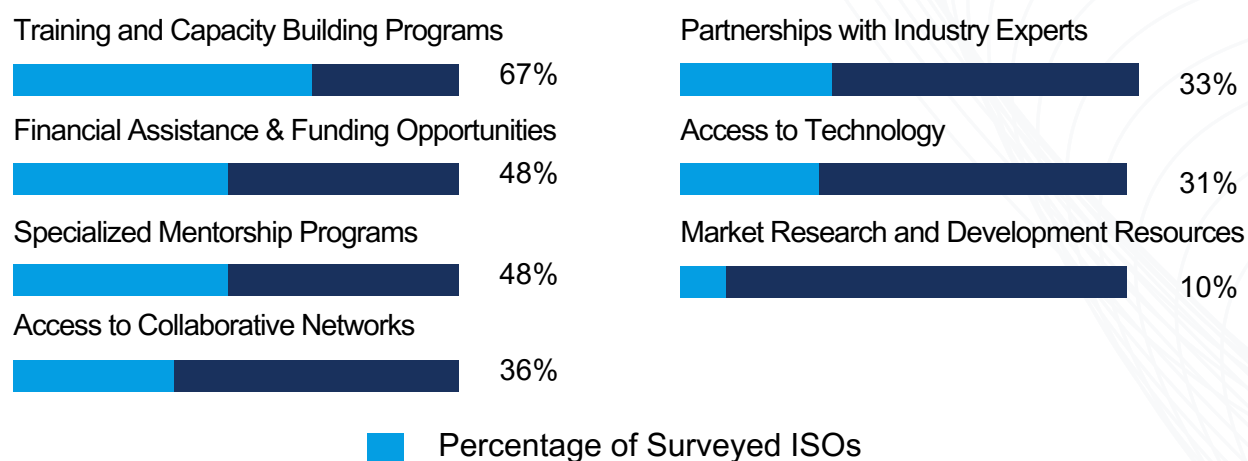 Training and Capacity Building Programs
67%
Financial Assistance & Funding Opportunities
48%
Specialized Mentorship Programs
48%
Access to Collaborative Networks
36%
Partnerships with Industry Experts
33%
Access to Technology
31%
Market Research and Development Resources
10%
Percentage of Surveyed ISOs